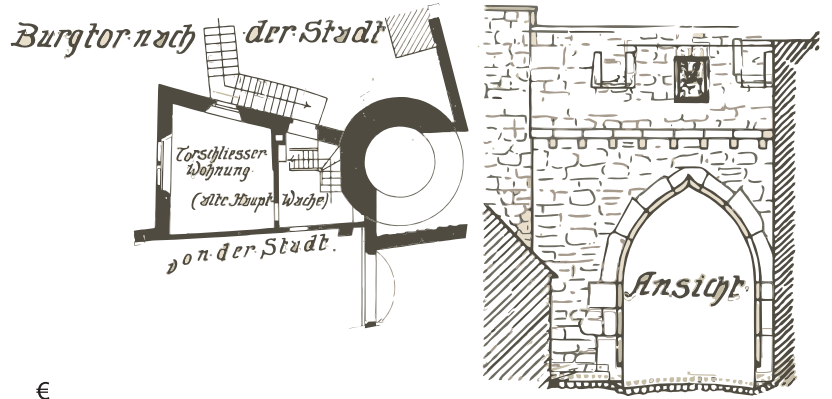 Burgtor nach der Stadt
Torschliesser
Wohnung
(alte Haupt Wache)
von der Stadt.
Ansicht
€